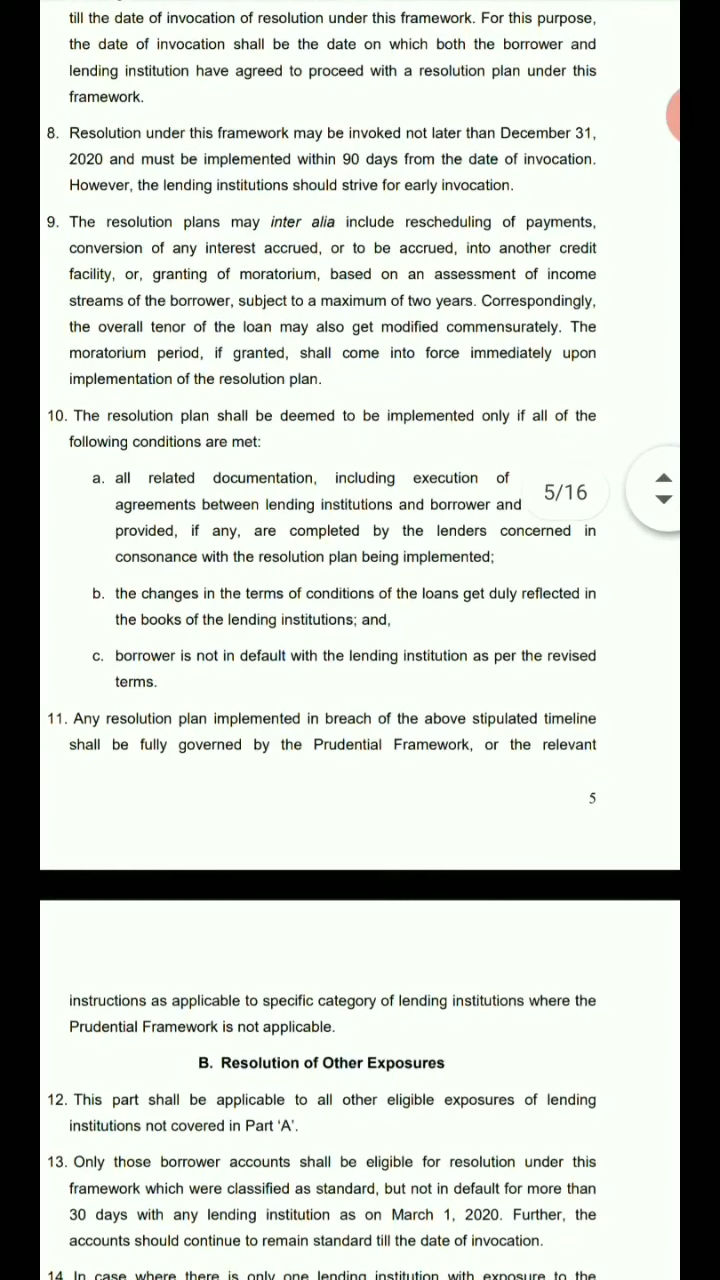 till the date of invocation of resolution under this framework. For this purpose,
the date of invocation shall be the date on which both the borrower and
lending institution have agreed to proceed with a resolution plan under this
framework.
8. Resolution under this framework may be invoked not later than December 31,
2020 and must be implemented within 90 days from the date of invocation.
However, the lending institutions should strive for early invocation.
9. The resolution plans may inter alia include rescheduling of payments,
conversion of any interest accrued, or to be accrued, into another credit
facility, or, granting of moratorium, based on an assessment of income
streams of the borrower, subject to a maximum of two years. Correspondingly,
the overall tenor of the loan may also get modified commensurately. The
moratorium period, if granted, shall come into force immediately upon
implementation of the resolution plan.
10. The resolution plan shall be deemed to be implemented only if all of the
following conditions are met:
a. all related documentation, including execution of
agreements between lending institutions and borrower and
provided, if any, are completed by the lenders concerned in
consonance with the resolution plan being implemented;
5/16
b. the changes in the terms of conditions of the loans get duly reflected in
the books of the lending institutions; and,
c. borrower is not in default with the lending institution as per the revised
terms.
11. Any resolution plan implemented in breach of the above stipulated timeline
shall be fully governed by the Prudential Framework, or the relevant
5
instructions as applicable to specific category of lending institutions where the
Prudential Framework is not applicable.
B. Resolution of Other Exposures
12. This part shall be applicable to all other eligible exposures of lending
institutions not covered in Part 'A'.
13. Only those borrower accounts shall be eligible for resolution under this
framework which were classified as standard, but not in default for more than
30 days with any lending institution as on March 1, 2020. Further, the
accounts should continue to remain standard till the date of invocation.
14. In case where there is only one lending institution with exposure to the